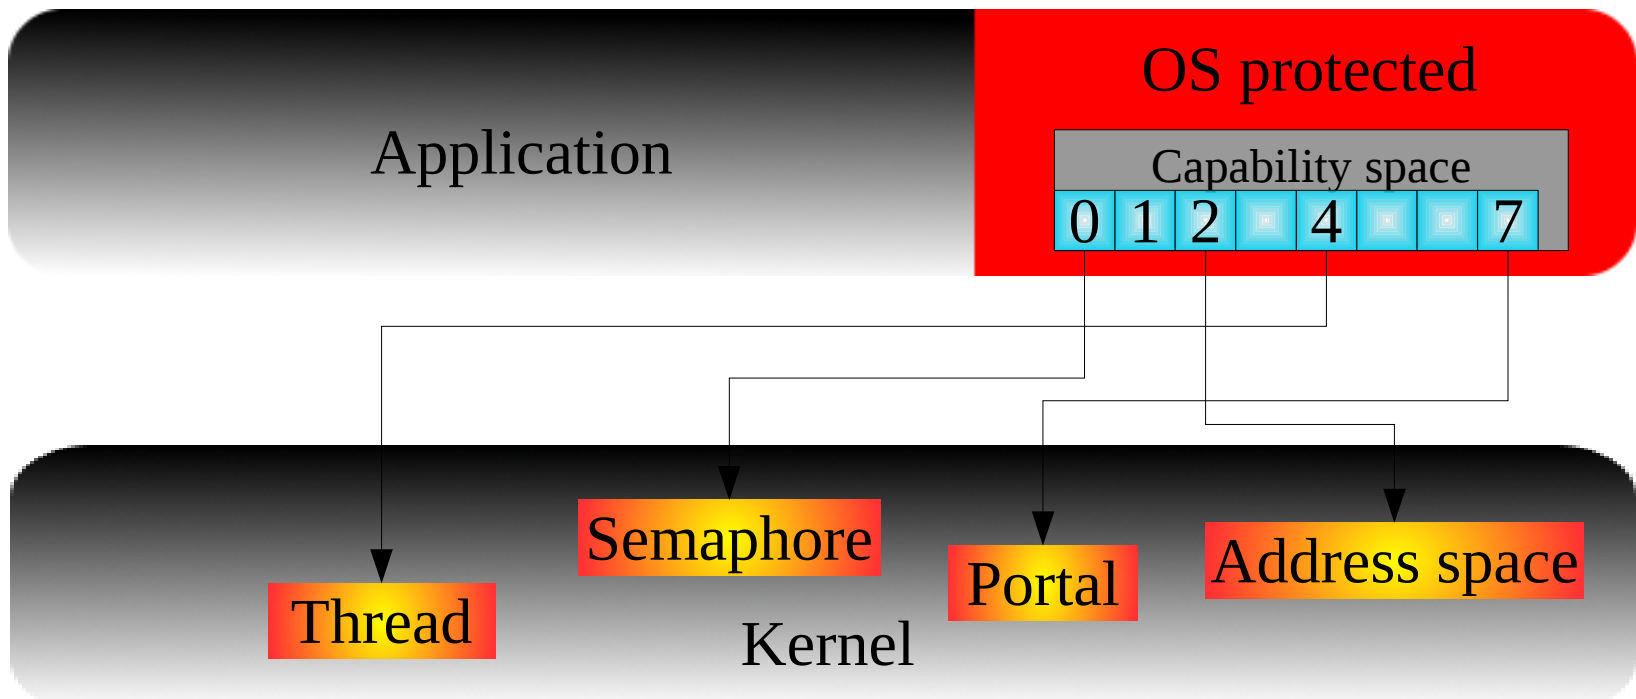 OS protected
Application
Capability space
0 1 2 4 7
Semaphore
Address space
Portal
Thread
Kernel